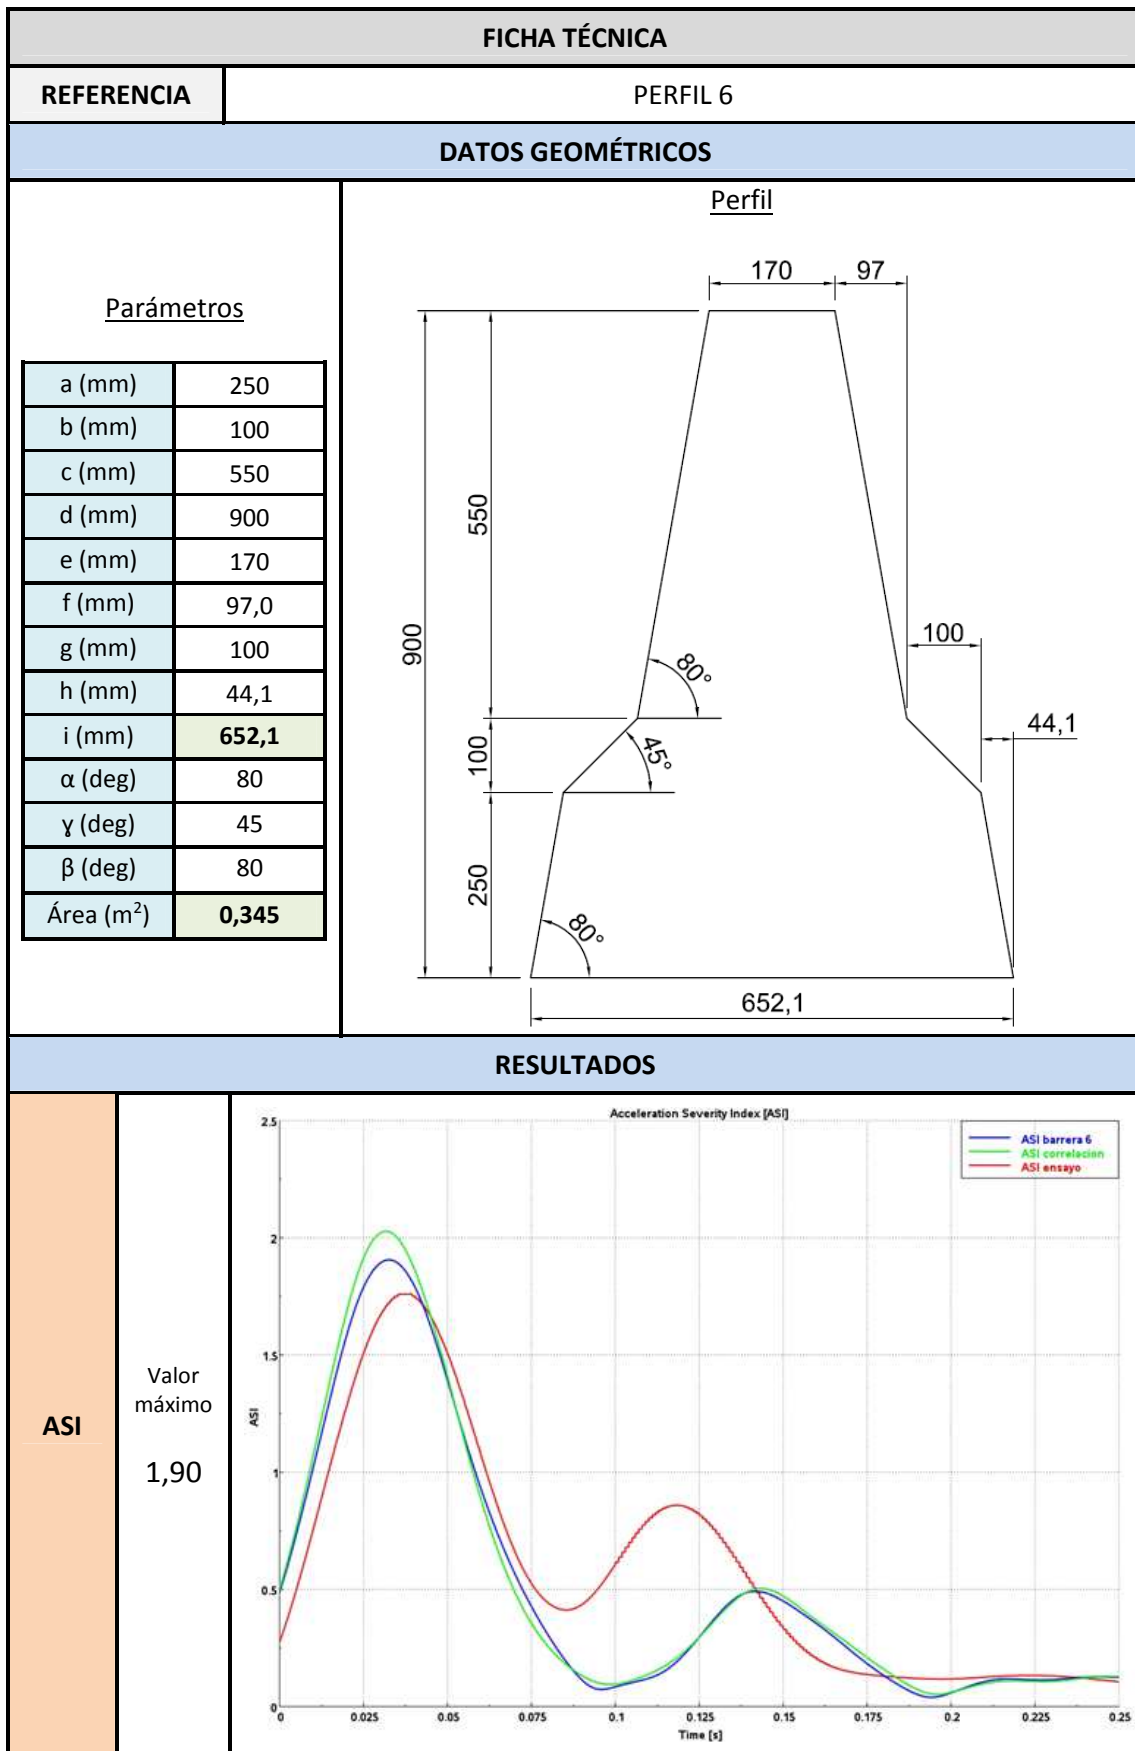 FICHA TÉCNICA
REFERENCIA PERFIL 6
DATOS GEOMÉTRICOS
Parámetros
a (mm) 250
b (mm) 100
c (mm) 550
d (mm) 900
e (mm) 170
f (mm) 97,0
g (mm) 100
h (mm) 44,1
i (mm) 652,1
α (deg) 80
ɣ (deg) 45
β (deg) 80
Área (m²) 0,345
Perfil
170 97
550
900
100
80°
44,1
100
45°
250
80°
652,1
RESULTADOS
ASI
Valor
máximo
1,90
Acceleration Severity Index [ASI]
ASI barrera 6
ASI correlacion
ASI ensayo
2.5
2
1.5
1
0.5
0
ASI
0 0.025 0.05 0.075 0.1 0.125 0.15 0.175 0.2 0.225 0.25
Time [s]